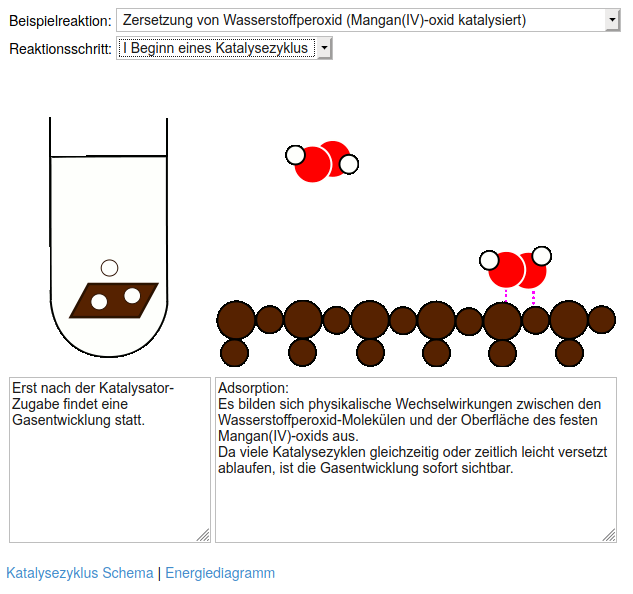 Beispielreaktion: Zersetzung von Wasserstoffperoxid (Mangan(IV)-oxid katalysiert)
Reaktionsschritt: I Beginn eines Katalysezyklus
Erst nach der Katalysator-
Zugabe findet eine
Gasentwicklung statt.
Adsorption:
Es bilden sich physikalische Wechselwirkungen zwischen den
Wasserstoffperoxid-Molekülen und der Oberfläche des festen
Mangan(IV)-oxids aus.
Da viele Katalysezyklen gleichzeitig oder zeitlich leicht versetzt
ablaufen, ist die Gasentwicklung sofort sichtbar.
Katalysezyklus Schema | Energiediagramm